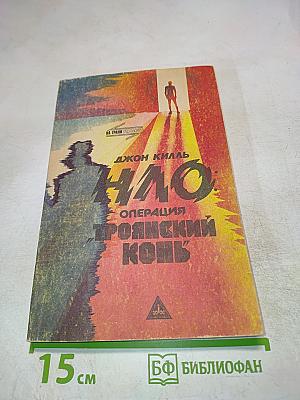 ДЖОН КИЛЛЬ
НЛО
ОПЕРАЦИЯ
„ТРОЯНСКИЙ
КОНЬ"
15 см
БФ БИБЛИОФАН